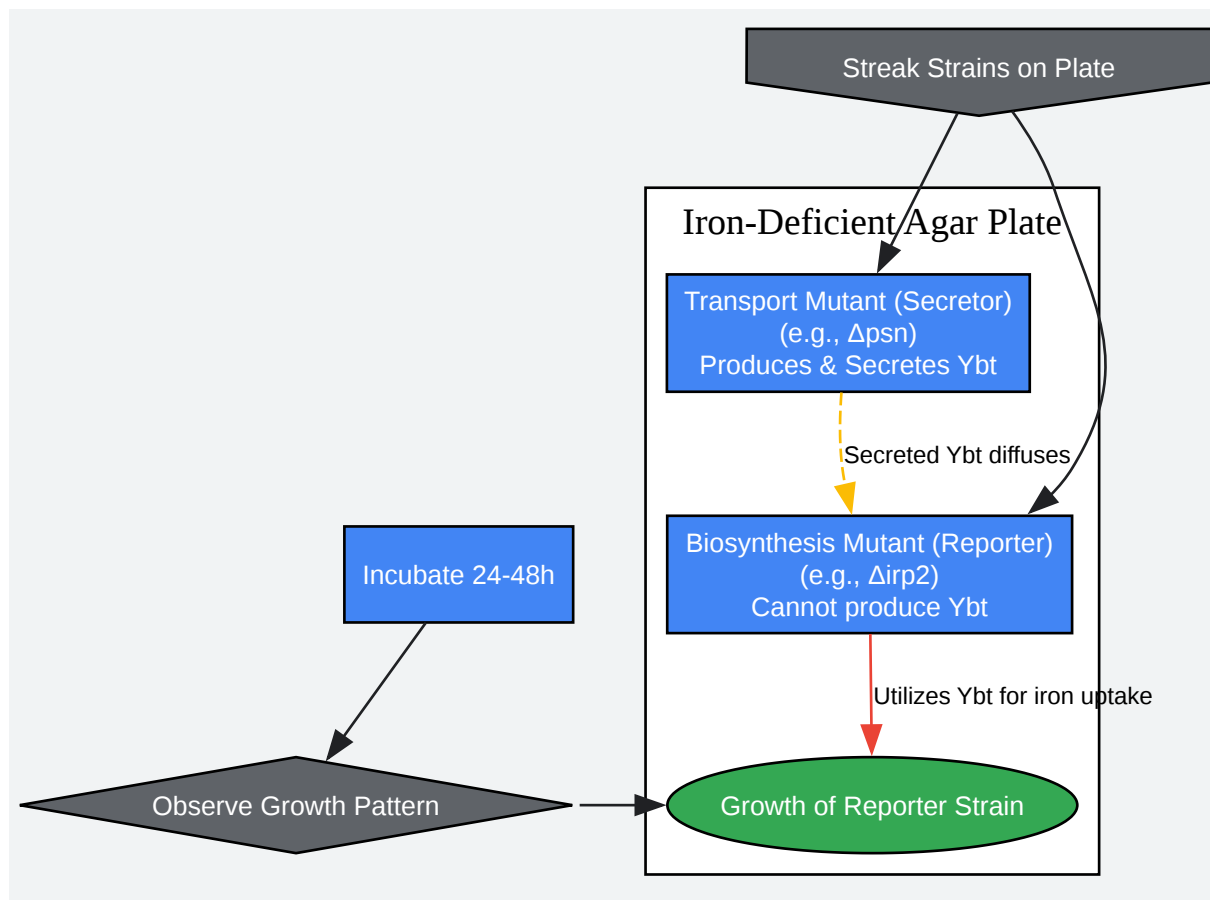 Streak Strains on Plate
Iron-Deficient Agar Plate
Transport Mutant (Secretor)
(e.g., Δpsn)
Produces & Secretes Ybt
Secreted Ybt diffuses
Biosynthesis Mutant (Reporter)
(e.g., Δirp2)
Cannot produce Ybt
Incubate 24-48h
Utilizes Ybt for iron uptake
Observe Growth Pattern
Growth of Reporter Strain